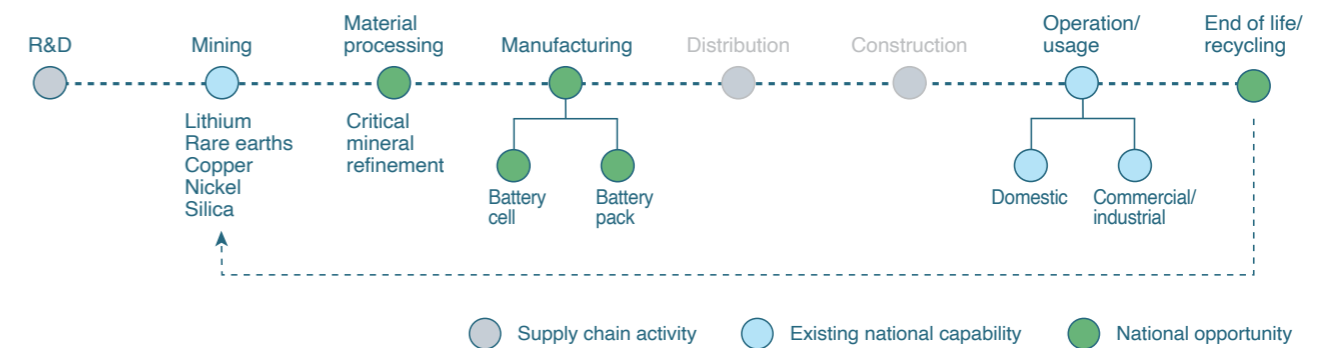 R&D
Mining
Material
processing
Manufacturing
Distribution
Construction
Operation/
usage
End of life/
recycling
Lithium
Rare earths
Copper
Nickel
Silica
Critical
mineral
refinement
Battery
cell
Battery
pack
Domestic
Commercial/
industrial
Supply chain activity
Existing national capability
National opportunity